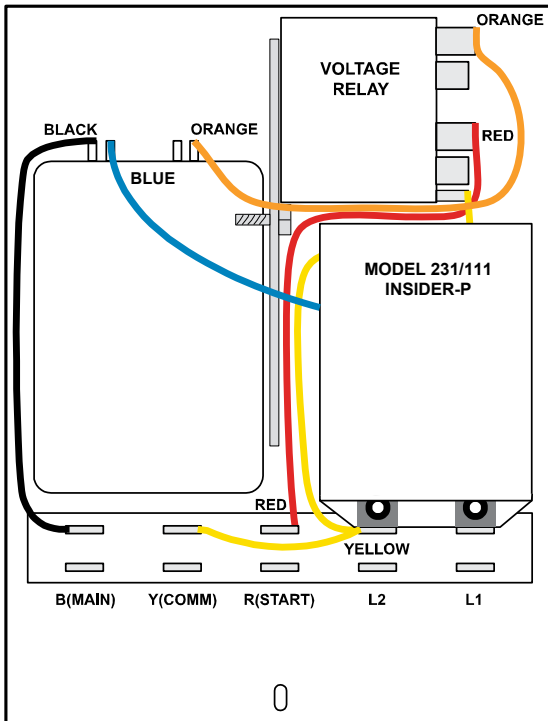 ORANGE
VOLTAGE
RELAY
BLACK
ORANGE
RED
BLUE
MODEL 231/111
INSIDER-P
RED
YELLOW
B(MAIN) Y(COMM) R(START) L2 L1